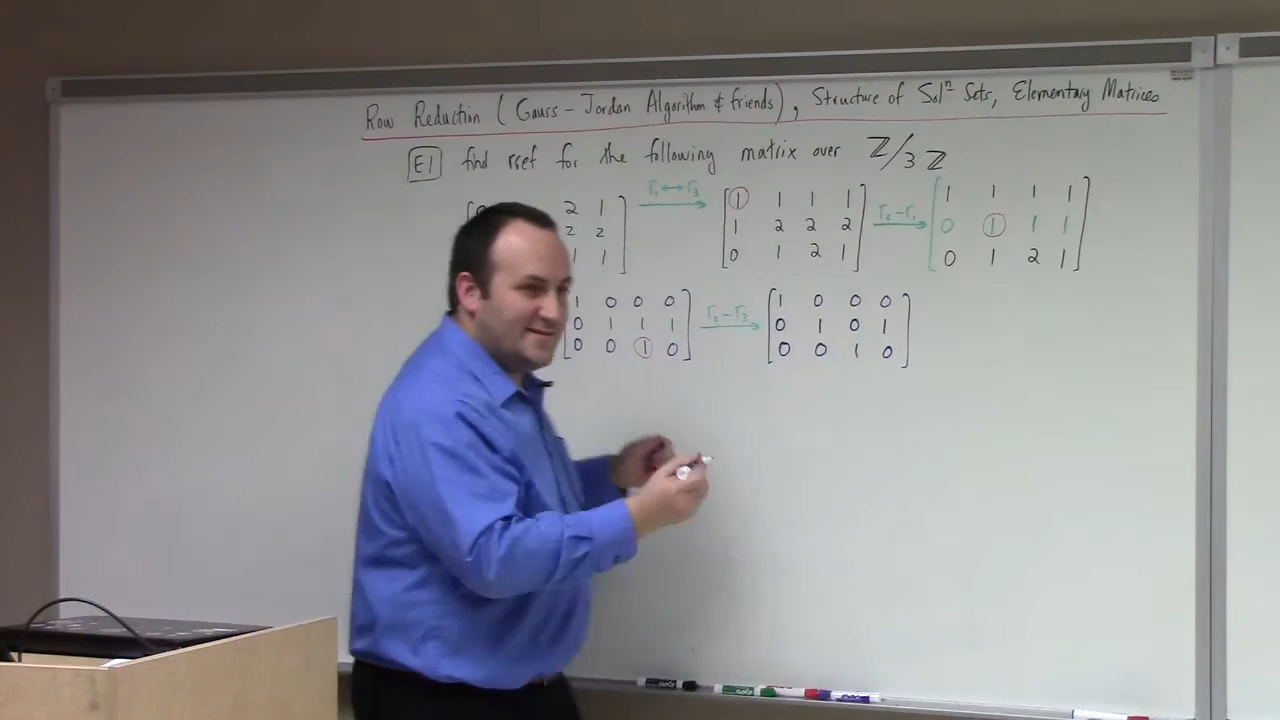 Row Reduction (Gauss-Jordan Algorithm & friends), Structure of Solⁿ Sets, Elementary Matrices
E1 find rref for the following matrix over ℤ/3ℤ
2 1 r₁↔r₃ 1 1 1 1 1 1 1 1
2 2 1 2 2 2 r₂-r₁ 0 1 1 1
1 1 0 1 2 1 0 1 2 1
1 0 0 0 1 0 0 0
0 1 1 1 r₂-r₃ 0 1 0 1
0 0 1 0 0 0 1 0